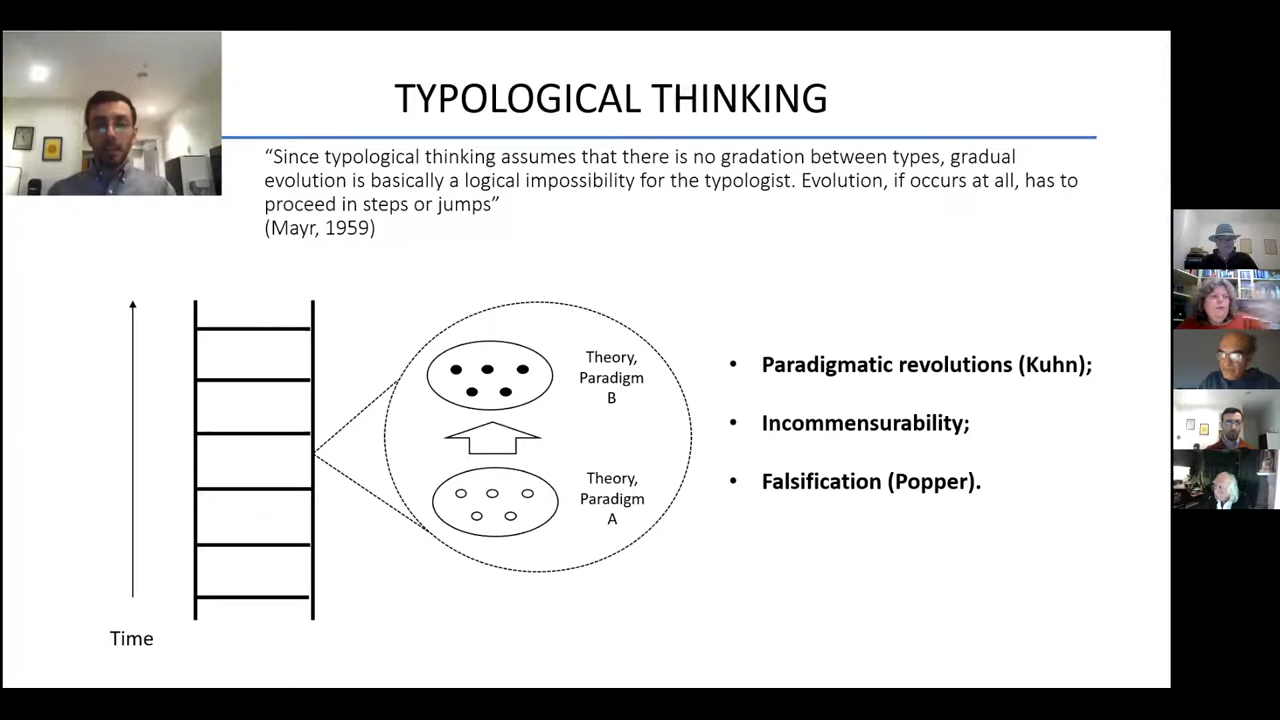 TYPOLOGICAL THINKING
“Since typological thinking assumes that there is no gradation between types, gradual
evolution is basically a logical impossibility for the typologist. Evolution, if occurs at all, has to
proceed in steps or jumps”
(Mayr, 1959)
Theory,
Paradigm
B
Theory,
Paradigm
A
Time
• Paradigmatic revolutions (Kuhn);
• Incommensurability;
• Falsification (Popper).